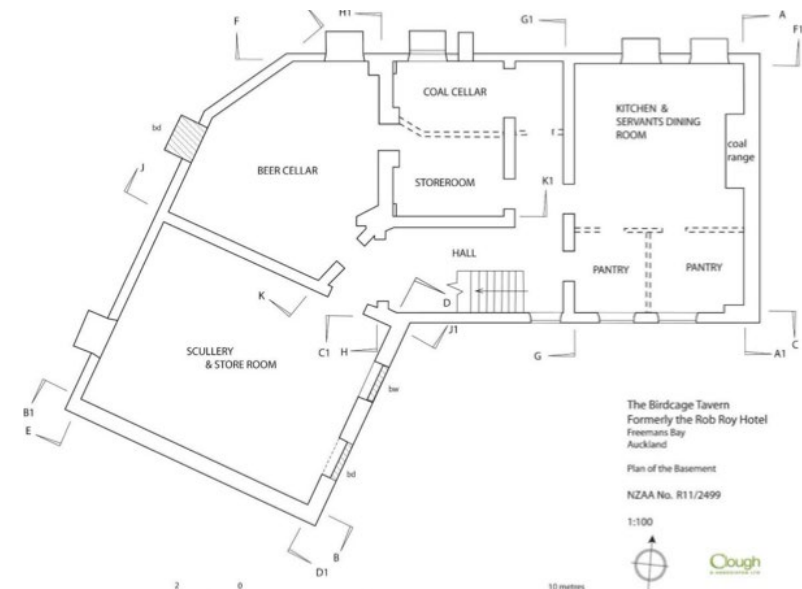 F
H1
G1
A
F1
COAL CELLAR
KITCHEN &
SERVANTS DINING
ROOM
coal
range
bd
J
BEER CELLAR
STOREROOM
K1
HALL
PANTRY
PANTRY
K
D
C1
H
J1
G
A1
C
SCULLERY
& STORE ROOM
B1
E
bw
bd
B
D1
The Birdcage Tavern
Formerly the Rob Roy Hotel
Freemans Bay
Auckland
Plan of the Basement
NZAA No. R11/2499
1:100
Clough
& ASSOCIATES LTD
2 0 10 metres